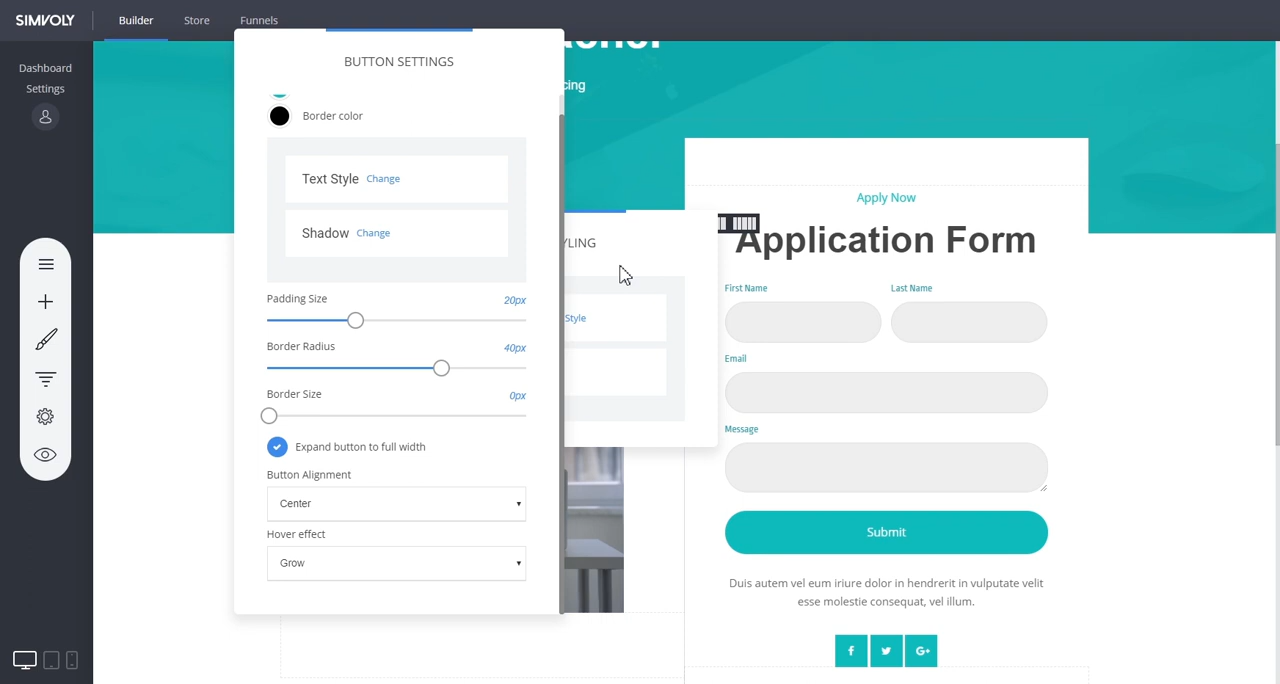 SIMVOLY
Builder
Store
Funnels
Dashboard
Settings
BUTTON SETTINGS
Border color
Text Style Change
Shadow Change
Padding Size 20px
Border Radius 40px
Border Size 0px
Expand button to full width
Button Alignment
Center
Hover effect
Grow
Style
Apply Now
Application Form
First Name Last Name
Email
Message
Submit
Duis autem vel eum iriure dolor in hendrerit in vulputate velit
esse molestie consequat, vel illum.
f
G+